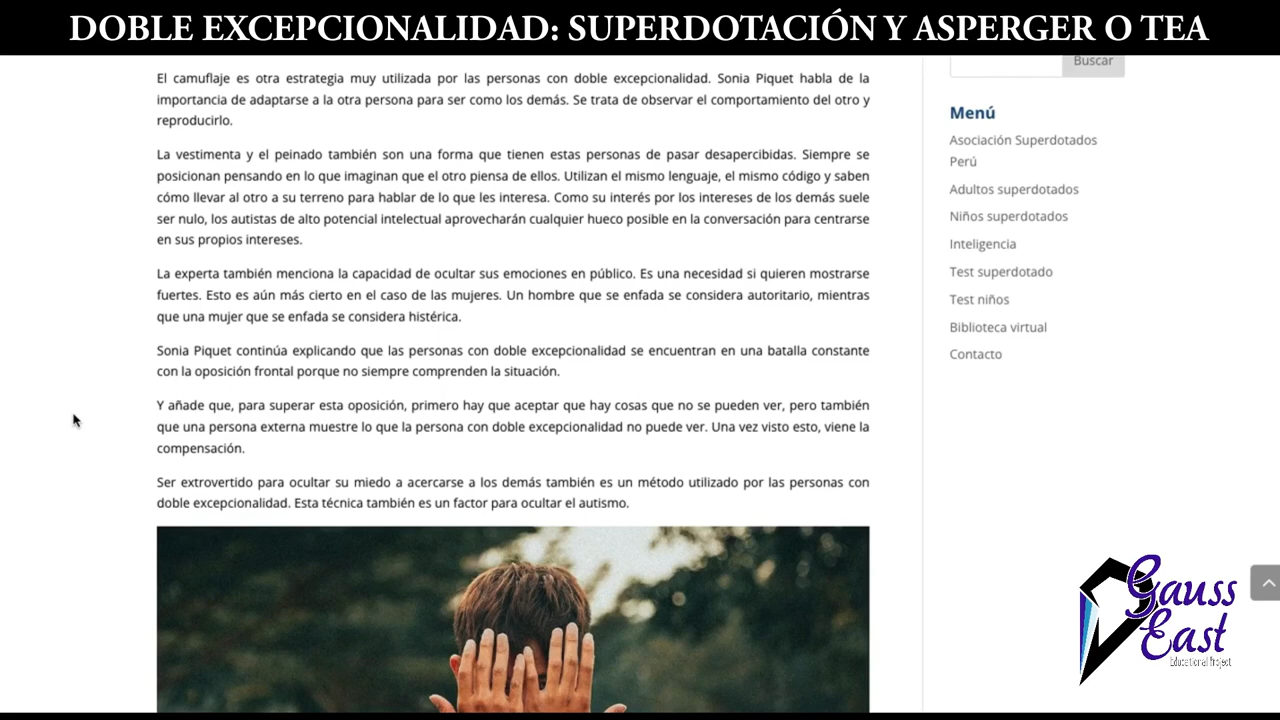 DOBLE EXCEPCIONALIDAD: SUPERDOTACIÓN Y ASPERGER O TEA
El camuflaje es otra estrategia muy utilizada por las personas con doble excepcionalidad. Sonia Piquet habla de la
importancia de adaptarse a la otra persona para ser como los demás. Se trata de observar el comportamiento del otro y
reproducirlo.
La vestimenta y el peinado también son una forma que tienen estas personas de pasar desapercibidas. Siempre se
posicionan pensando en lo que imaginan que el otro piensa de ellos. Utilizan el mismo lenguaje, el mismo código y saben
cómo llevar al otro a su terreno para hablar de lo que les interesa. Como su interés por los intereses de los demás suele
ser nulo, los autistas de alto potencial intelectual aprovecharán cualquier hueco posible en la conversación para centrarse
en sus propios intereses.
La experta también menciona la capacidad de ocultar sus emociones en público. Es una necesidad si quieren mostrarse
fuertes. Esto es aún más cierto en el caso de las mujeres. Un hombre que se enfada se considera autoritario, mientras
que una mujer que se enfada se considera histérica.
Sonia Piquet continúa explicando que las personas con doble excepcionalidad se encuentran en una batalla constante
con la oposición frontal porque no siempre comprenden la situación.
Y añade que, para superar esta oposición, primero hay que aceptar que hay cosas que no se pueden ver, pero también
que una persona externa muestre lo que la persona con doble excepcionalidad no puede ver. Una vez visto esto, viene la
compensación.
Ser extrovertido para ocultar su miedo a acercarse a los demás también es un método utilizado por las personas con
doble excepcionalidad. Esta técnica también es un factor para ocultar el autismo.
Buscar
Menú
Asociación Superdotados
Perú
Adultos superdotados
Niños superdotados
Inteligencia
Test superdotado
Test niños
Biblioteca virtual
Contacto
Gauss
East
Educational Project